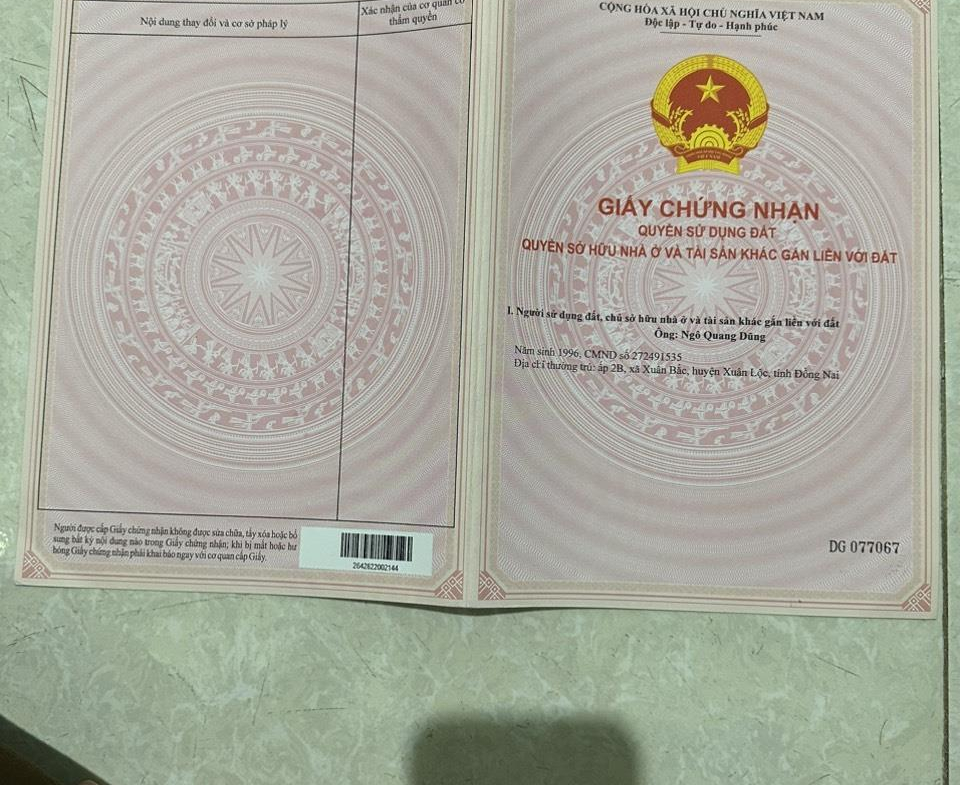 Nội dung thay đổi và cơ sở pháp lý
Xác nhận của cơ quan có
thẩm quyền
Người được cấp Giấy chứng nhận không được sửa chữa, tẩy xóa hoặc bổ
sung bất kỳ nội dung nào trong Giấy chứng nhận; khi bị mất hoặc hư
hỏng Giấy chứng nhận phải khai báo ngay với cơ quan cấp Giấy.
2642622002144
CỘNG HÒA XÃ HỘI CHỦ NGHĨA VIỆT NAM
Độc lập - Tự do - Hạnh phúc
GIẤY CHỨNG NHẬN
QUYỀN SỬ DỤNG ĐẤT
QUYỀN SỞ HỮU NHÀ Ở VÀ TÀI SẢN KHÁC GẮN LIỀN VỚI ĐẤT
I. Người sử dụng đất, chủ sở hữu nhà ở và tài sản khác gắn liền với đất
Ông: Ngô Quang Dũng
Năm sinh 1996, CMND số 272491535
Địa chỉ thường trú: ấp 2B, xã Xuân Bắc, huyện Xuân Lộc, tỉnh Đồng Nai
DG 077067